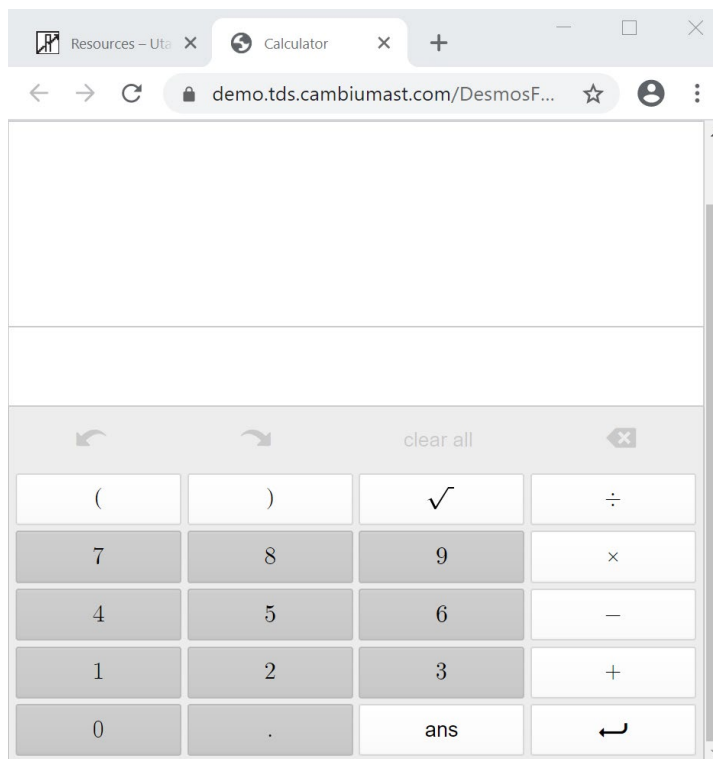 Resources – Uta Calculator
demo.tds.cambiumast.com/DesmosF...
clear all
( ) √ ÷
7 8 9 ×
4 5 6 −
1 2 3 +
0 . ans